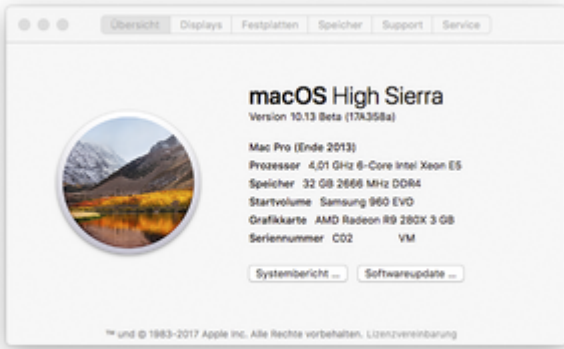 Übersicht Displays Festplatten Speicher Support Service
macOS High Sierra
Version 10.13 Beta (17A358a)
Mac Pro (Ende 2013)
Prozessor 4,01 GHz 6-Core Intel Xeon E5
Speicher 32 GB 2666 MHz DDR4
Startvolume Samsung 960 EVO
Grafikkarte AMD Radeon R9 280X 3 GB
Seriennummer C02 VM
Systembericht ... Softwareupdate ...
™ und © 1983-2017 Apple Inc. Alle Rechte vorbehalten. Lizenzvereinbarung